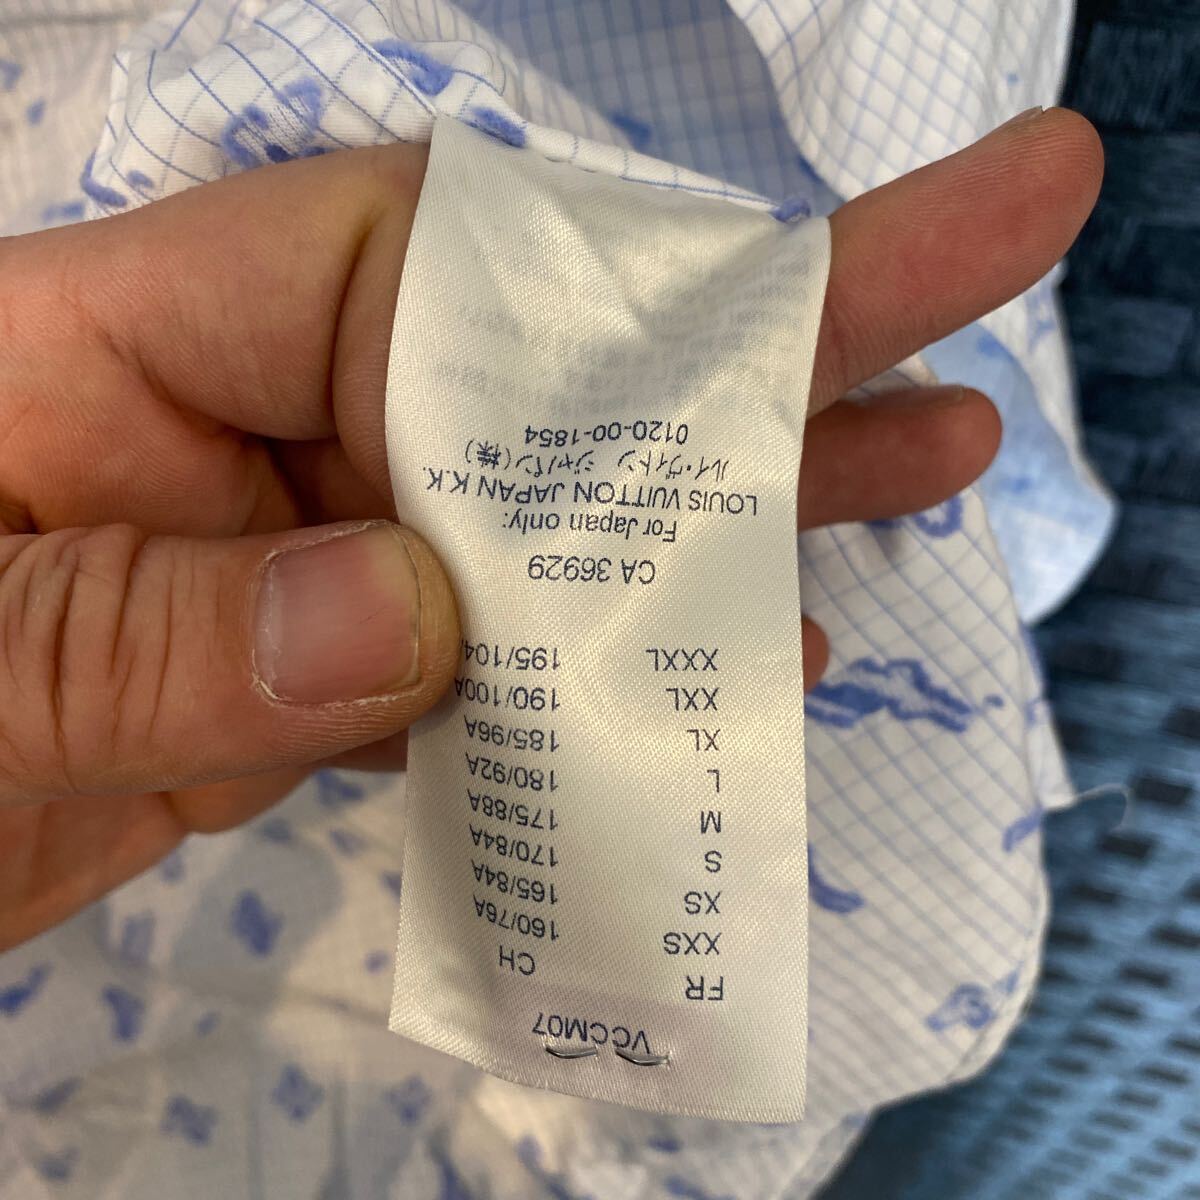 VCCM07
FR CH
XXS 160/76A
XS 165/84A
S 170/84A
M 175/88A
L 180/92A
XL 185/96A
XXL 190/100A
XXXL 195/104
CA 36929
For Japan only:
LOUIS VUITTON JAPAN K.K.
ルイ・ヴィトン ジャパン(株)
0120-00-1854